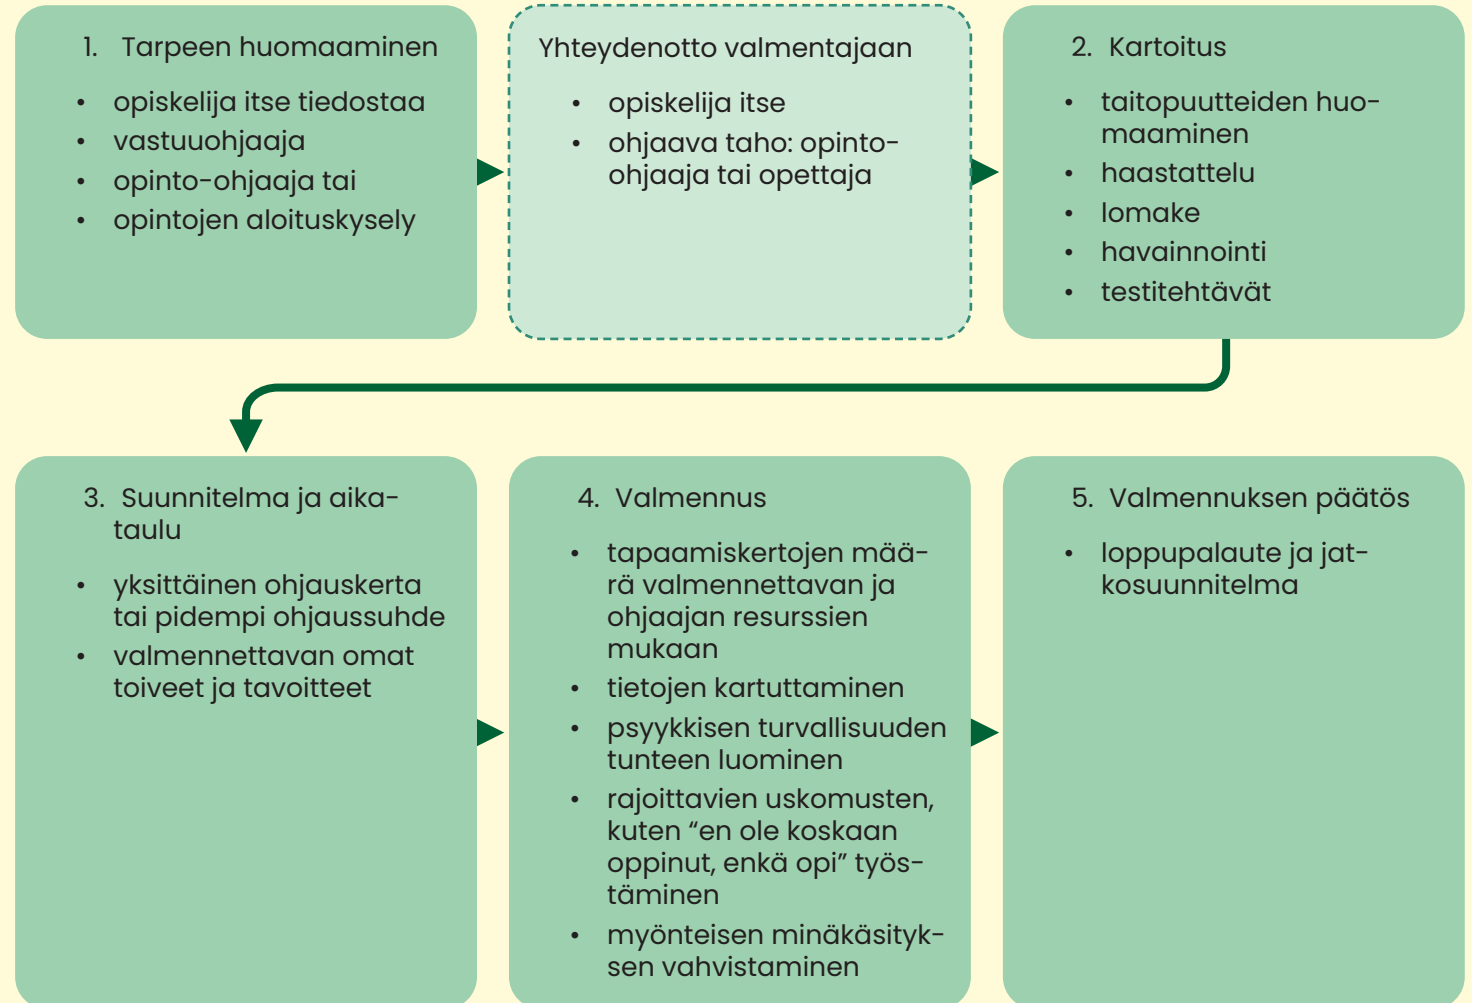 1. Tarpeen huomaaminen
• opiskelija itse tiedostaa
• vastuuohjaaja
• opinto-ohjaaja tai
• opintojen aloituskysely
Yhteydenotto valmentajaan
• opiskelija itse
• ohjaava taho: opinto-
ohjaaja tai opettaja
2. Kartoitus
• taitopuutteiden huo-
maaminen
• haastattelu
• lomake
• havainnointi
• testitehtävät
3. Suunnitelma ja aika-
taulu
• yksittäinen ohjauskerta
tai pidempi ohjaussuhde
• valmennettavan omat
toiveet ja tavoitteet
4. Valmennus
• tapaamiskertojen mää-
rä valmennettavan ja
ohjaajan resurssien
mukaan
• tietojen kartuttaminen
• psyykkisen turvallisuuden
tunteen luominen
• rajoittavien uskomusten,
kuten “en ole koskaan
oppinut, enkä opi” työs-
täminen
• myönteisen minäkäsityk-
sen vahvistaminen
5. Valmennuksen päätös
• loppupalaute ja jat-
kosuunnitelma